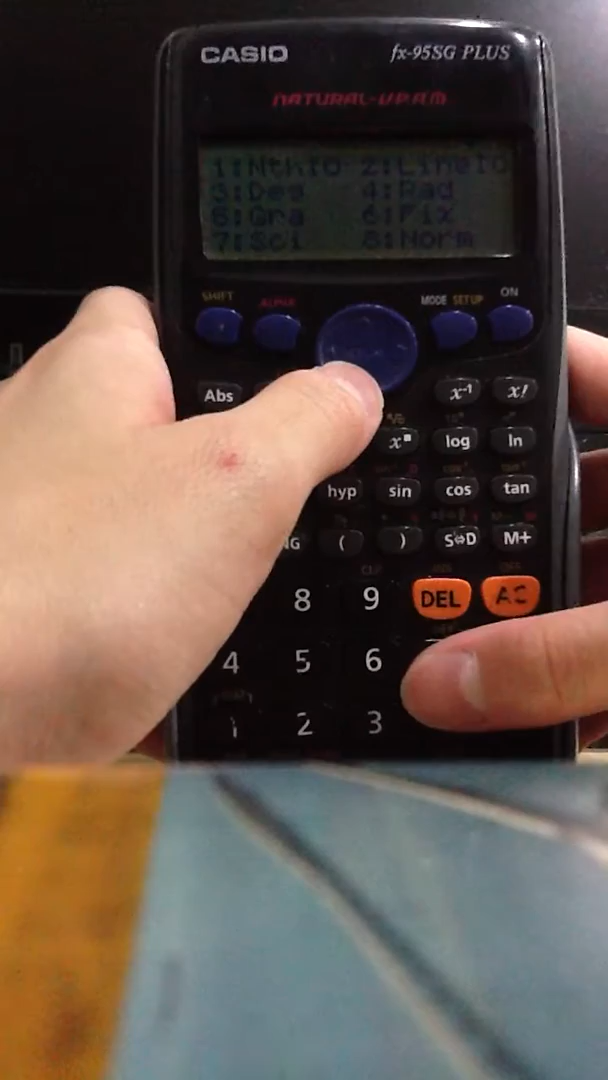 CASIO fx-95SG PLUS
NATURAL-V.P.A.M.
1:MthIO 2:LineIO
3:Deg 4:Rad
5:Gra 6:Fix
7:Sci 8:Norm
SHIFT ALPHA MODE SETUP ON
Abs x⁻¹ x!
x■ log ln
hyp sin cos tan
( ) S⇔D M+
8 9 DEL AC
4 5 6
1 2 3